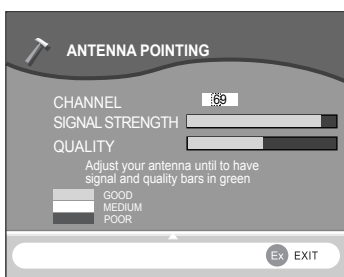 ANTENNA POINTING
CHANNEL 69
SIGNAL STRENGTH
QUALITY
Adjust your antenna until to have
signal and quality bars in green
GOOD
MEDIUM
POOR
Ex EXIT